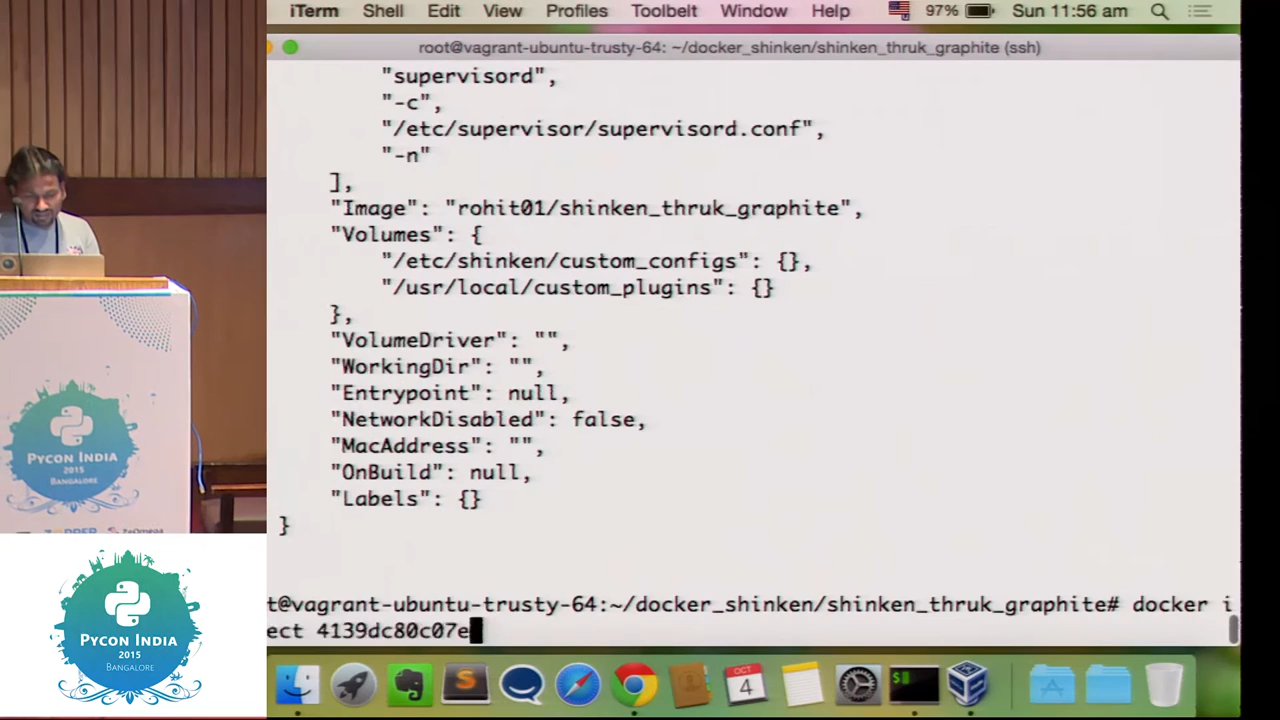 iTerm Shell Edit View Profiles Toolbelt Window Help 97% Sun 11:56 am
root@vagrant-ubuntu-trusty-64: ~/docker_shinken/shinken_thruk_graphite (ssh)
"supervisord",
"-c",
"/etc/supervisor/supervisord.conf",
"-n"
],
"Image": "rohit01/shinken_thruk_graphite",
"Volumes": {
"/etc/shinken/custom_configs": {},
"/usr/local/custom_plugins": {}
},
"VolumeDriver": "",
"WorkingDir": "",
"Entrypoint": null,
"NetworkDisabled": false,
"MacAddress": "",
"OnBuild": null,
"Labels": {}
}
t@vagrant-ubuntu-trusty-64:~/docker_shinken/shinken_thruk_graphite# docker i
ect 4139dc80c07e
OCT
4
PYCON INDIA
2015
BANGALORE
PYCON INDIA
2015
BANGALORE